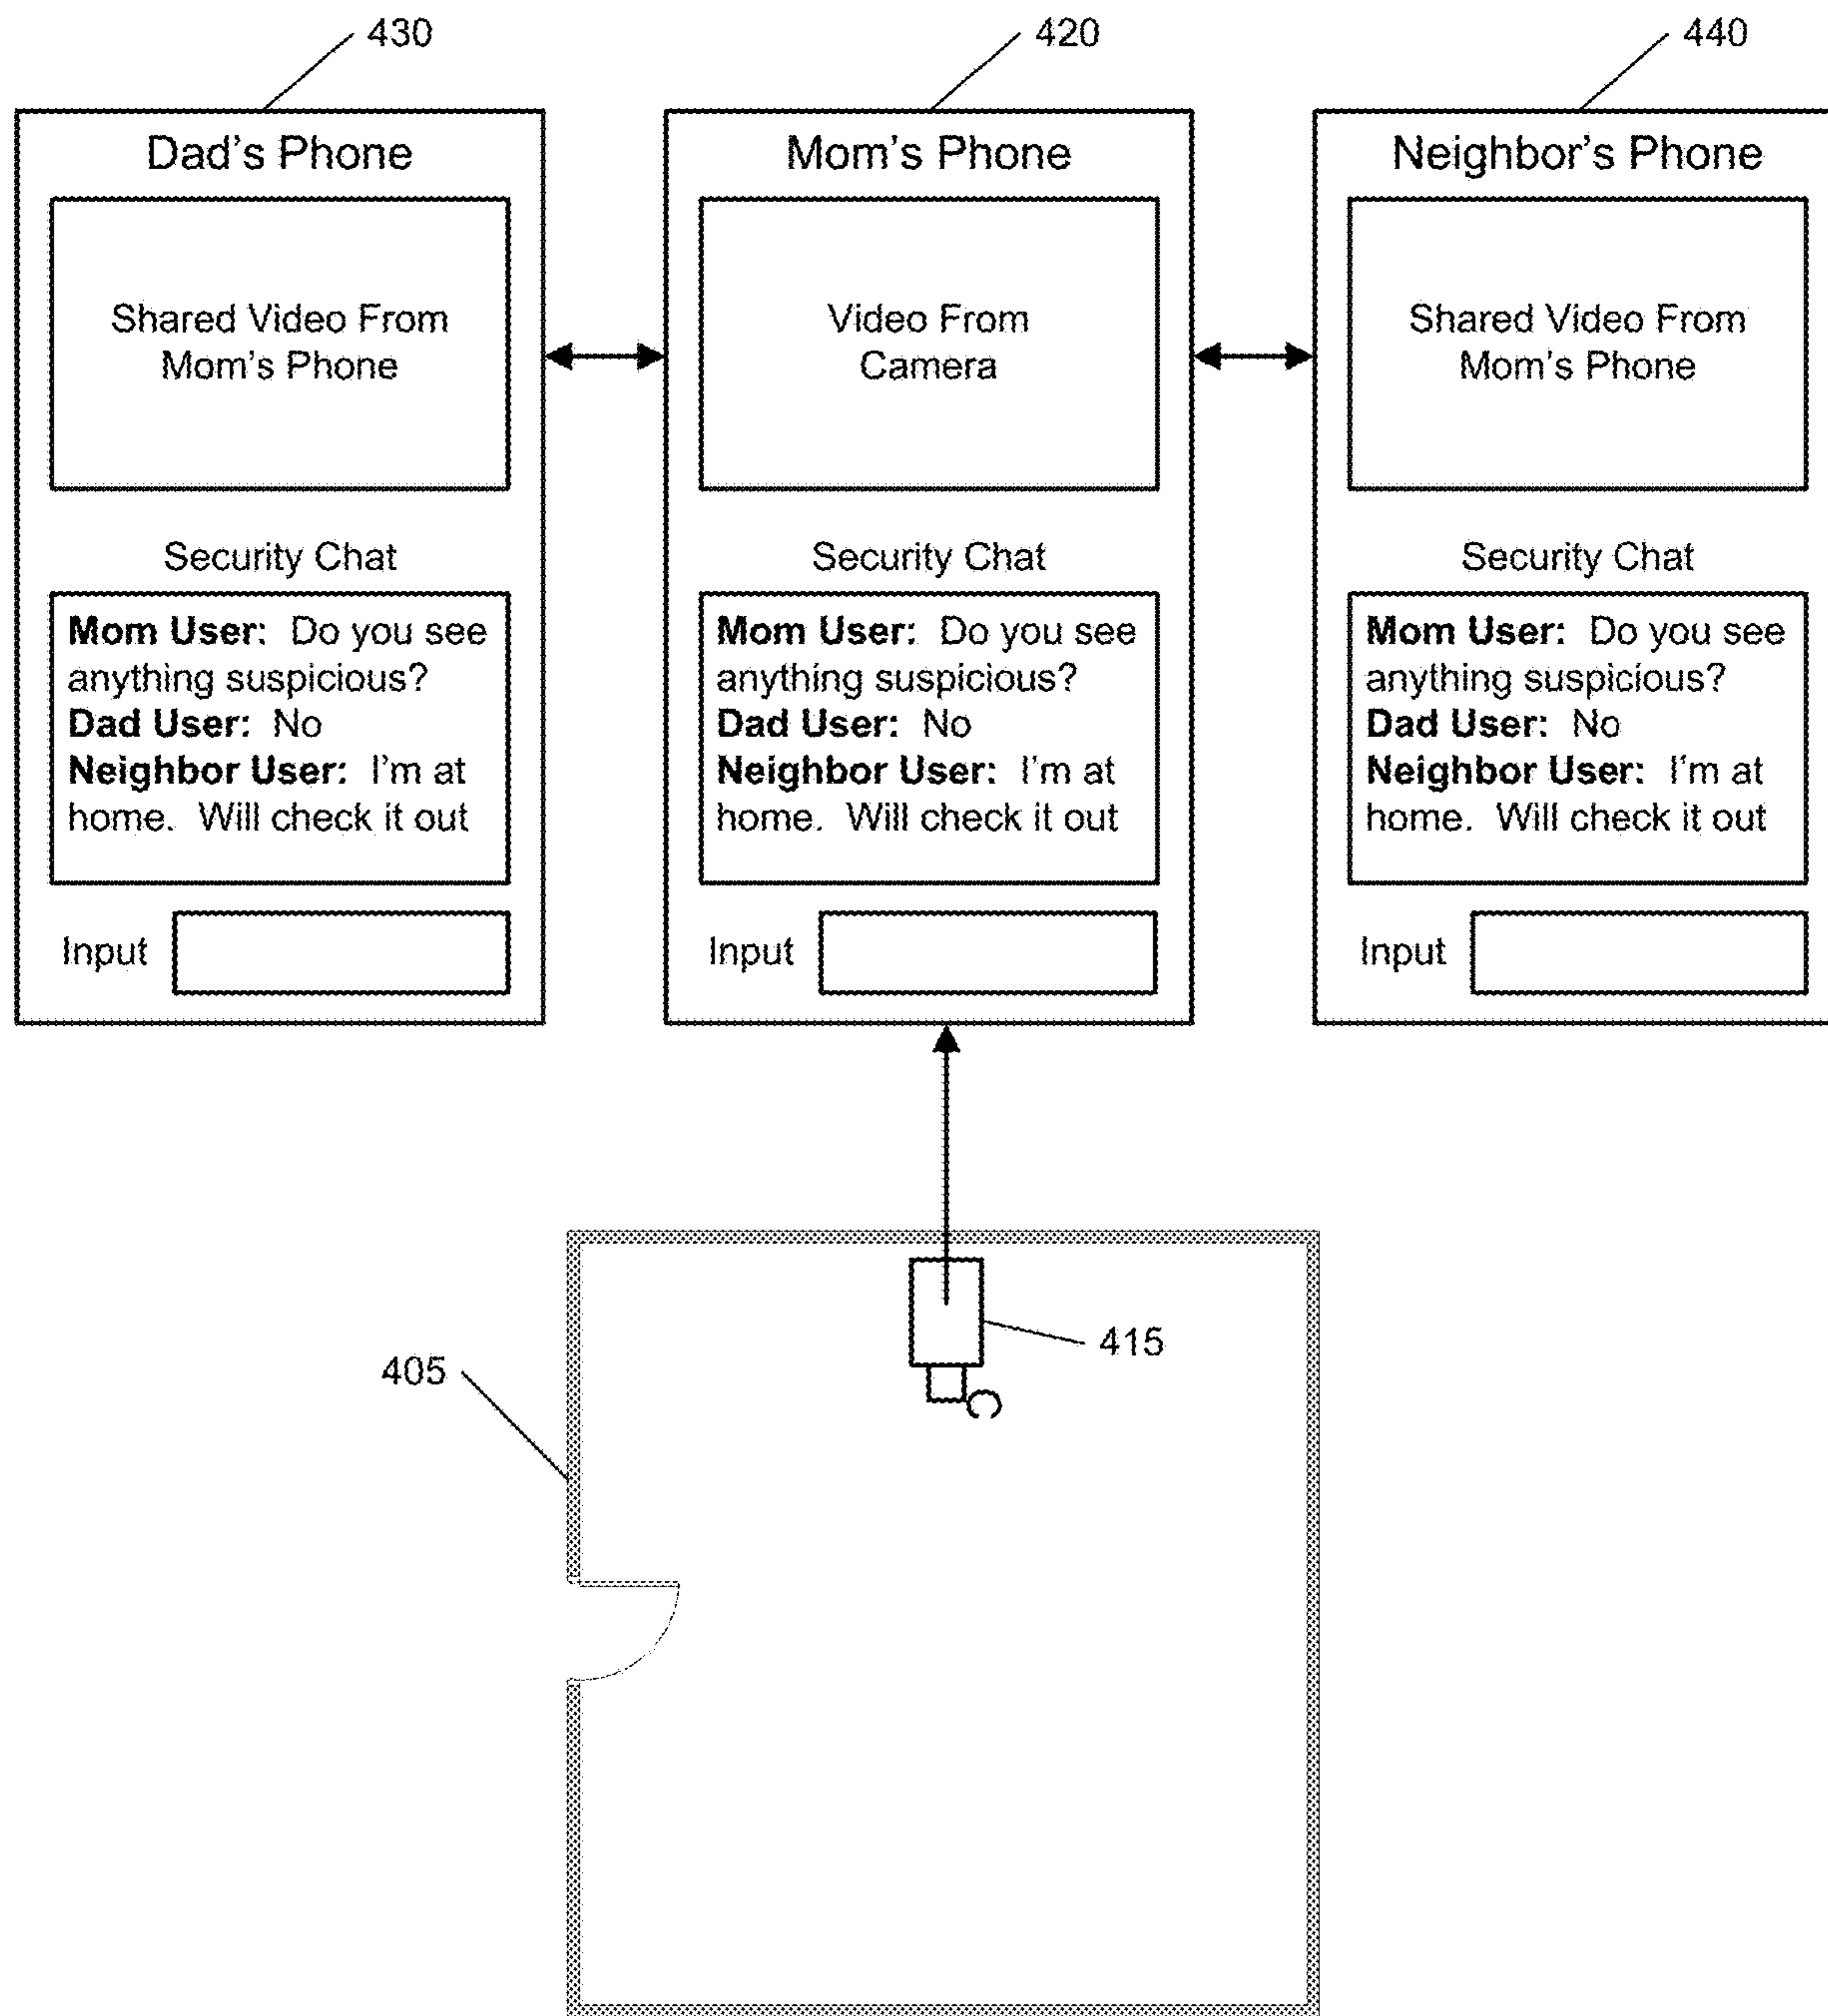 430
420
440
Dad's Phone
Shared Video From
Mom's Phone
Security Chat
Mom User: Do you see
anything suspicious?
Dad User: No
Neighbor User: I'm at
home. Will check it out
Input
Mom's Phone
Video From
Camera
Security Chat
Mom User: Do you see
anything suspicious?
Dad User: No
Neighbor User: I'm at
home. Will check it out
Input
Neighbor's Phone
Shared Video From
Mom's Phone
Security Chat
Mom User: Do you see
anything suspicious?
Dad User: No
Neighbor User: I'm at
home. Will check it out
Input
415
405